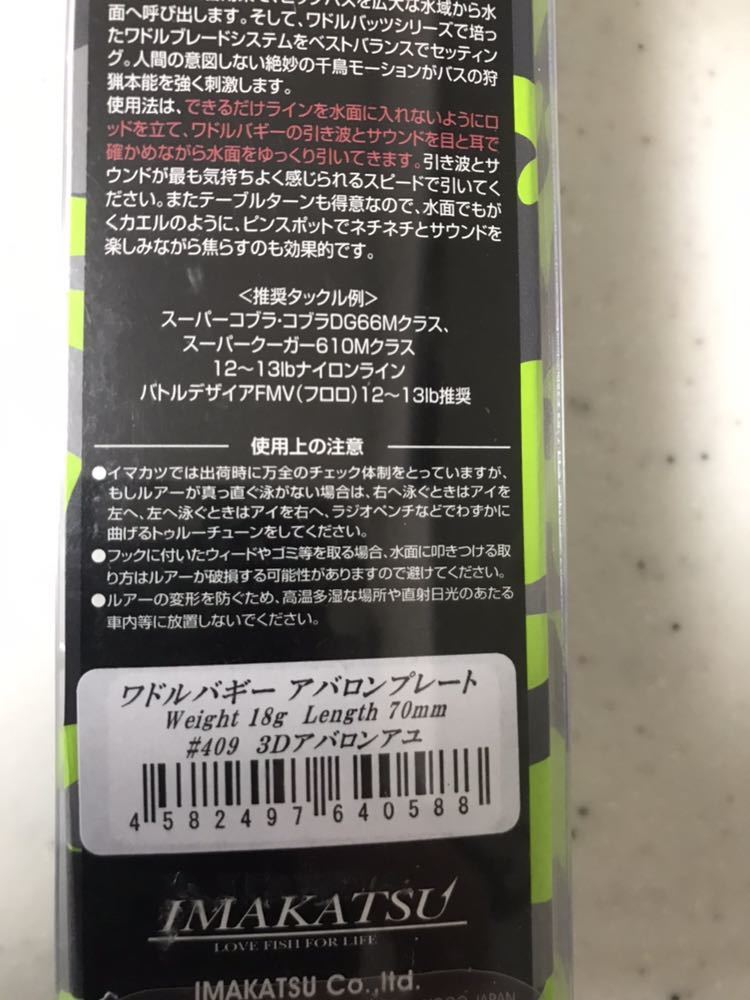 面へ呼び出します。そして、ワドルバッツシリーズで培っ
たワドルブレードシステムをベストバランスでセッティン
グ。人間の意図しない絶妙の千鳥モーションがバスの狩
猟本能を強く刺激します。
使用法は、できるだけラインを水面に入れないようにロ
ッドを立て、ワドルバギーの引き波とサウンドを目と耳で
確かめながら水面をゆっくり引いてきます。引き波とサ
ウンドが最も気持ちよく感じられるスピードで引いてく
ださい。またテーブルターンも得意なので、水面でもが
くカエルのように、ピンスポットでネチネチとサウンドを
楽しみながら焦らすのも効果的です。
<推奨タックル例>
スーパーコブラ・コブラDG66Mクラス、
スーパークーガー610Mクラス
12〜13lbナイロンライン
バトルデザイアFMV(フロロ)12〜13lb推奨
使用上の注意
●イマカツでは出荷時に万全のチェック体制をとっていますが、
もしルアーが真っ直ぐ泳がない場合は、右へ泳ぐときはアイを
左へ、左へ泳ぐときはアイを右へ、ラジオペンチなどでわずかに
曲げるトゥルーチューンをしてください。
●フックに付いたウィードやゴミ等を取る場合、水面に叩きつける取
り方はルアーが破損する可能性がありますので避けてください。
●ルアーの変形を防ぐため、高温多湿な場所や直射日光のあたる
車内等に放置しないでください。
ワドルバギー アバロンプレート
Weight 18g Length 70mm
#409 3Dアバロンアユ
4 582497 640588
IMAKATSU
LOVE FISH FOR LIFE
IMAKATSU Co.,ltd.